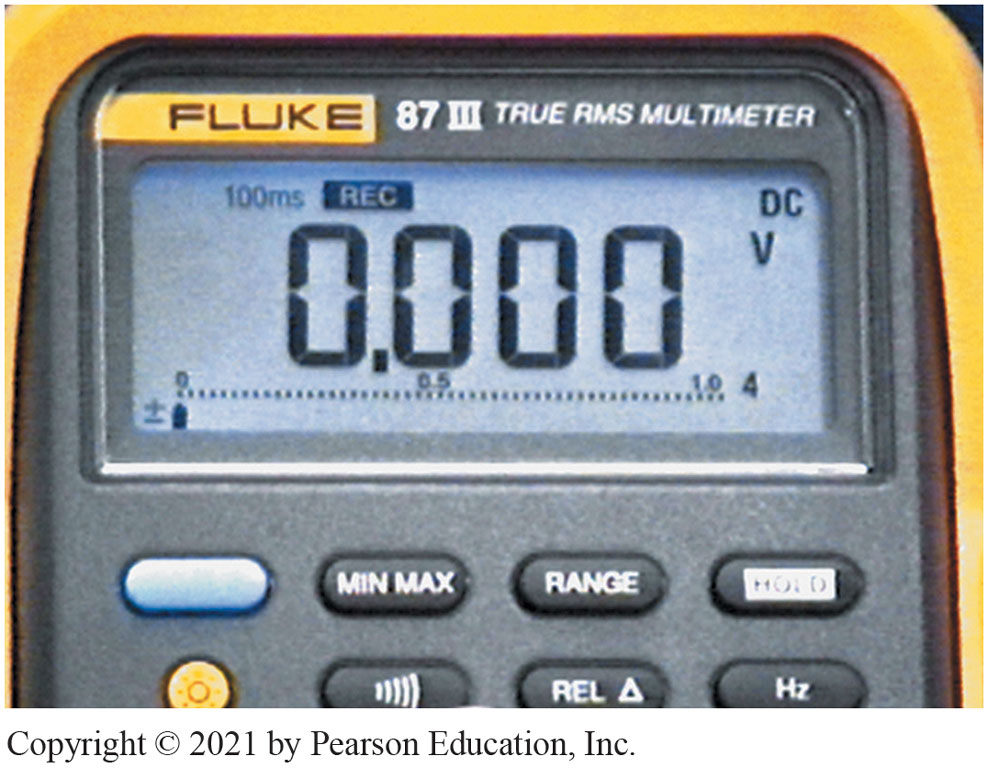 FLUKE 87 III TRUE RMS MULTIMETER
100ms REC DC
V
0.000
0 0.5 1.0 4
±
MIN MAX RANGE HOLD
REL Δ Hz
Copyright © 2021 by Pearson Education, Inc.